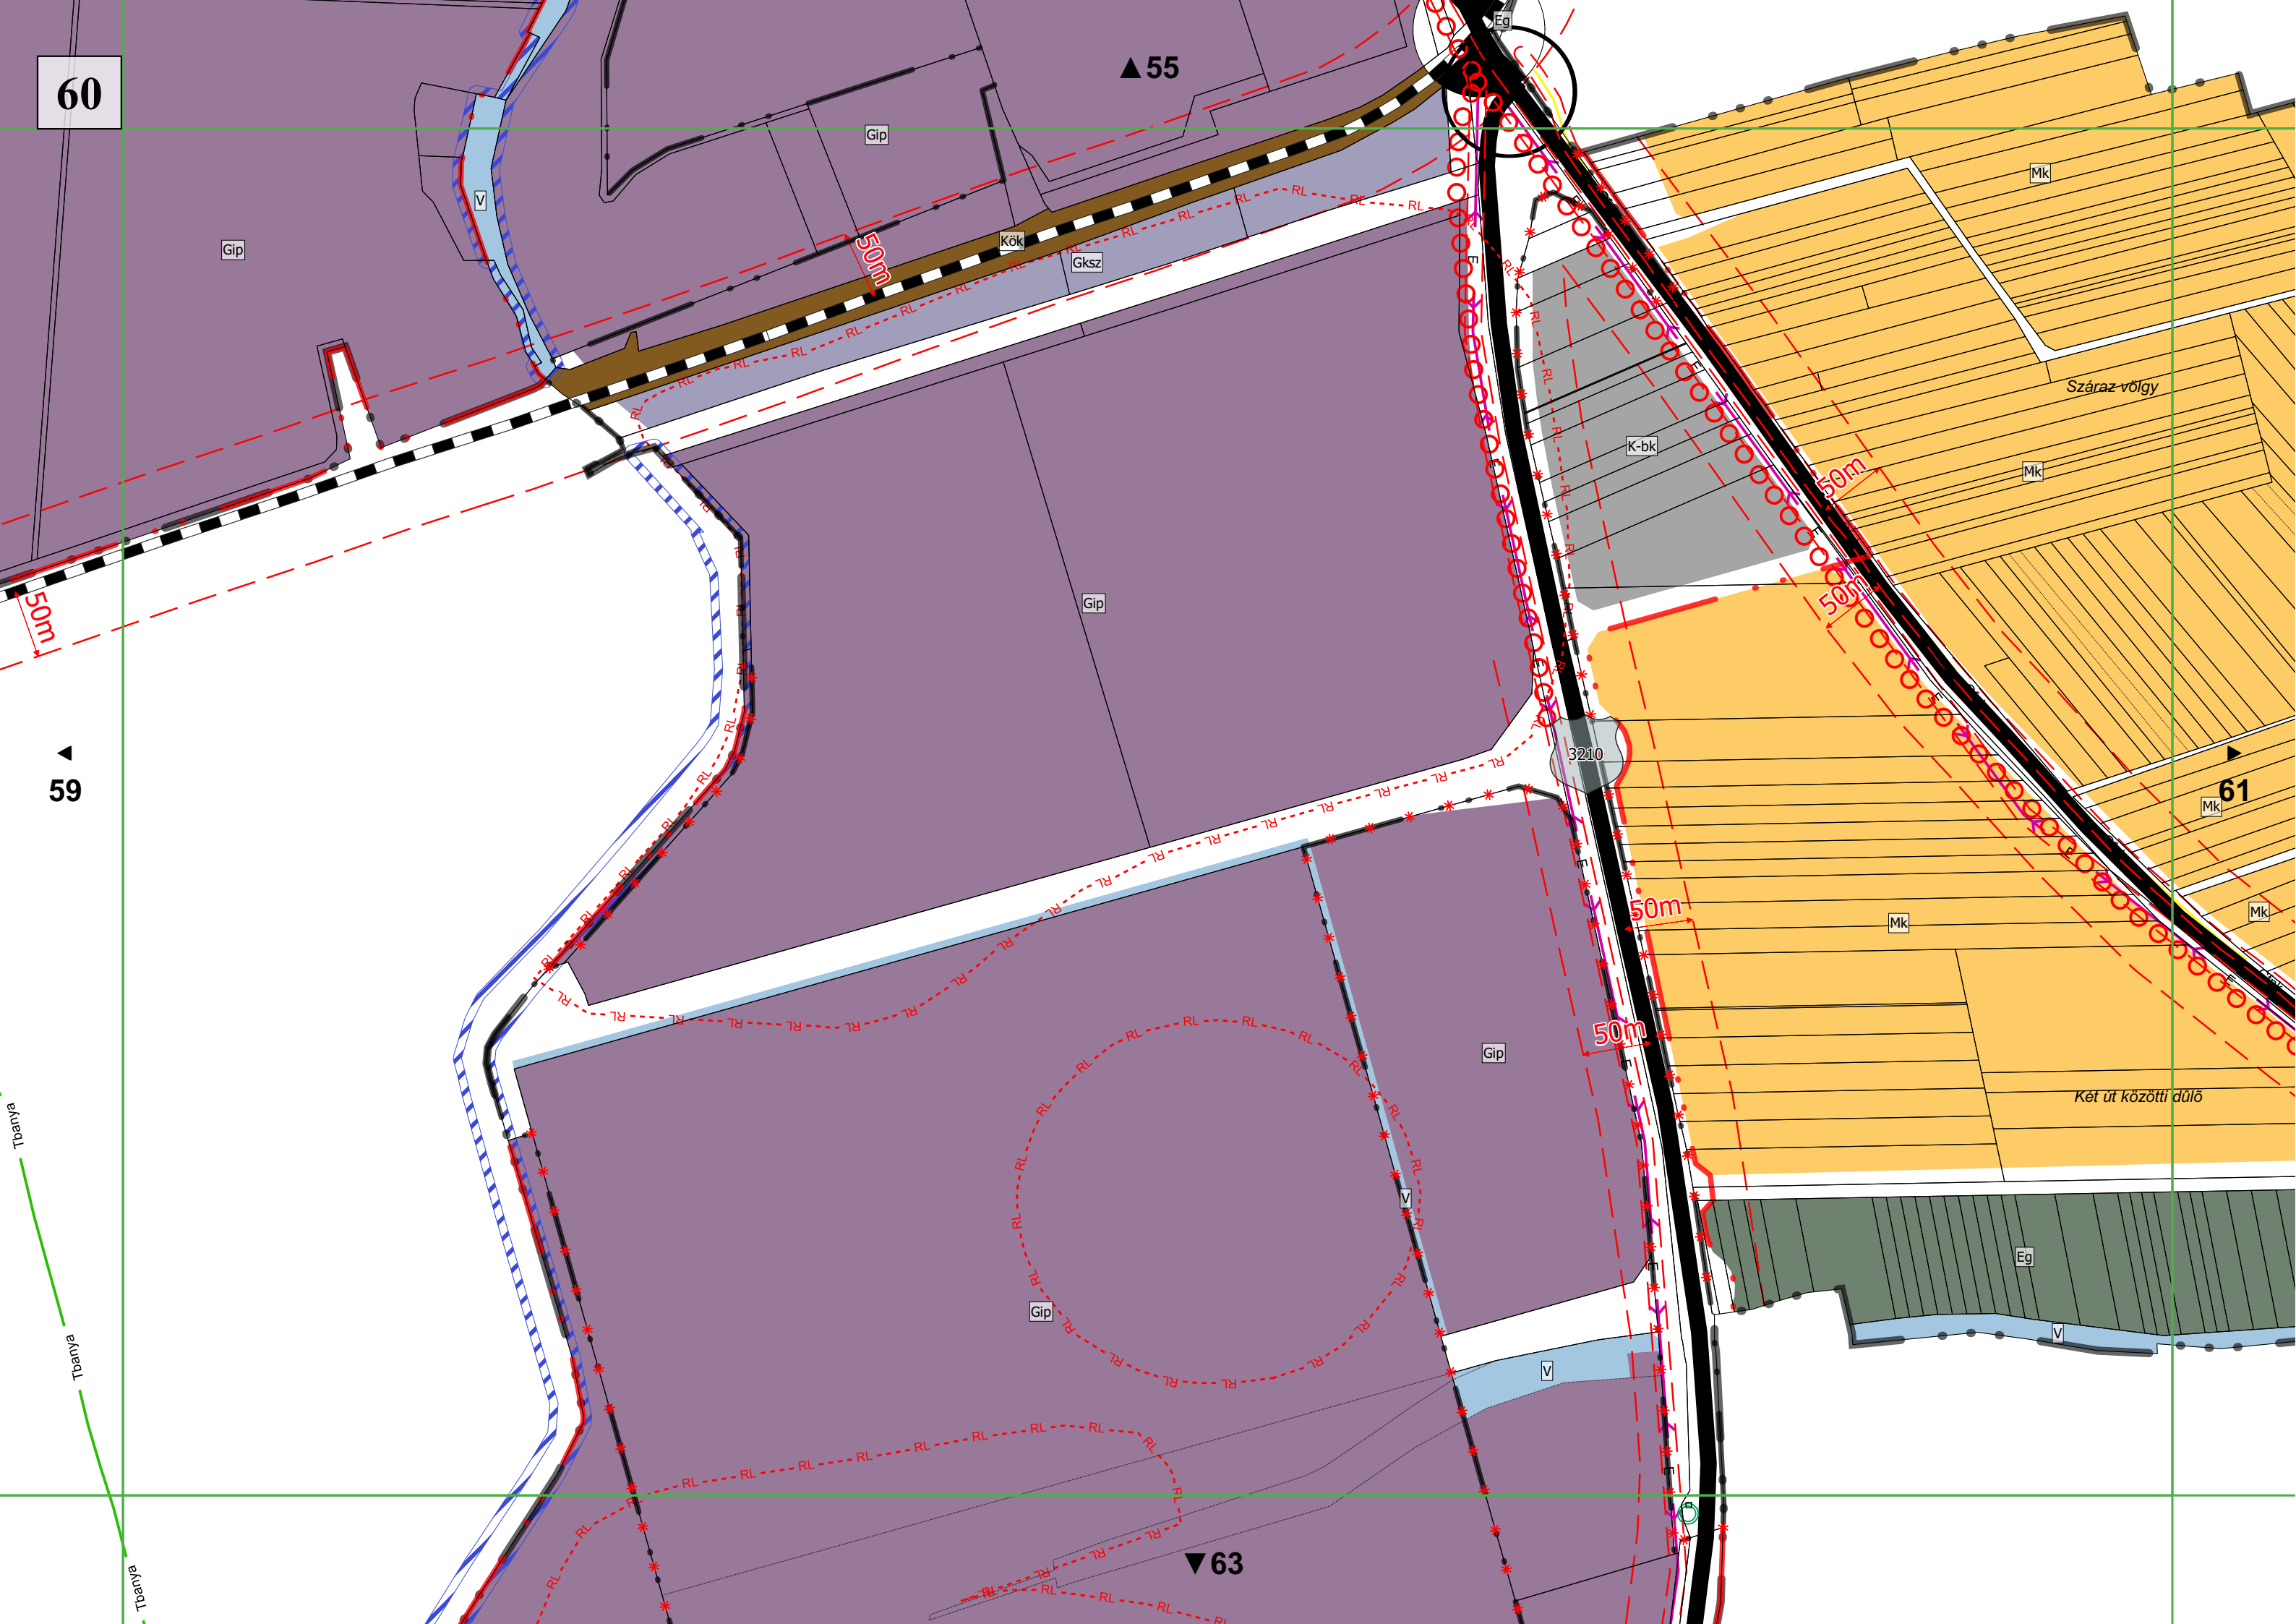 60
▲55
Eg
Gip
Mk
V
Gip
50m
Kök
Gksz
Száraz völgy
K-bk
Mk
50m
50m
50m
Gip
◄
59
3210
►
61
Mk
Mk
50m
Mk
50m
Gip
Két út közötti dûlõ
Tbanya
V
Eg
Gip
V
V
Tbanya
▼63
Tbanya
RL
E